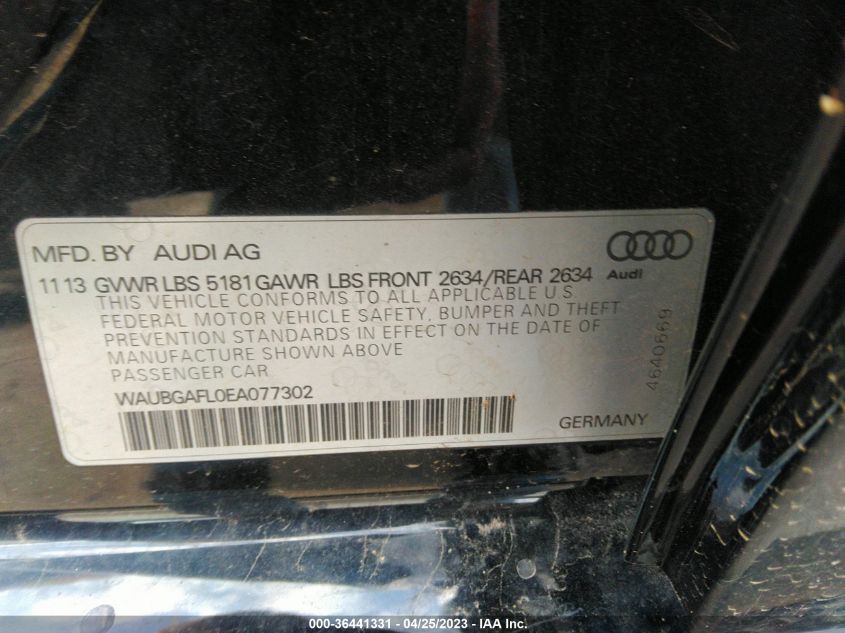 MFD. BY AUDI AG
11 13 GVWR LBS 5181 GAWR LBS FRONT 2634/REAR 2634
Audi
THIS VEHICLE CONFORMS TO ALL APPLICABLE U.S.
FEDERAL MOTOR VEHICLE SAFETY, BUMPER AND THEFT
PREVENTION STANDARDS IN EFFECT ON THE DATE OF
MANUFACTURE SHOWN ABOVE
PASSENGER CAR
4640669
WAUBGAFL0EA077302
GERMANY
000-36441331 - 04/25/2023 - IAA Inc.